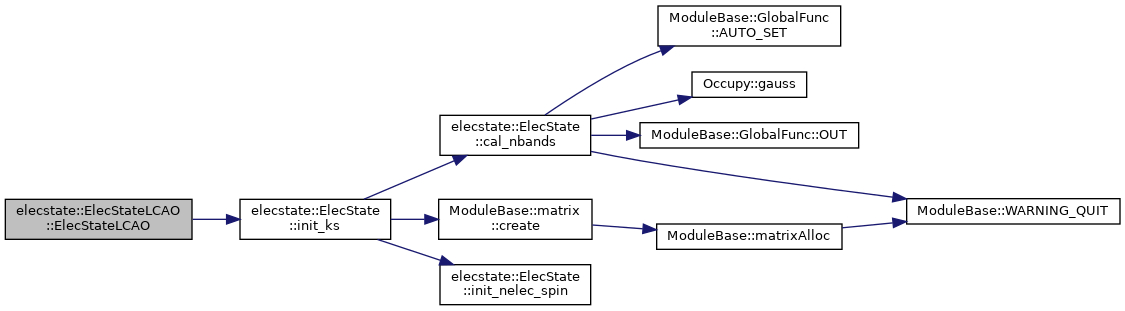 ModuleBase::GlobalFunc
::AUTO_SET
Occupy::gauss
elecstate::ElecState
::cal_nbands
ModuleBase::GlobalFunc::OUT
elecstate::ElecStateLCAO
::ElecStateLCAO
elecstate::ElecState
::init_ks
ModuleBase::matrix
::create
ModuleBase::WARNING_QUIT
ModuleBase::matrixAlloc
elecstate::ElecState
::init_nelec_spin